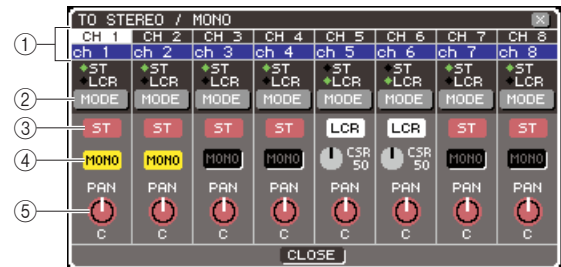 TO STEREO / MONO
CH 1 CH 2 CH 3 CH 4 CH 5 CH 6 CH 7 CH 8
ch 1 ch 2 ch 3 ch 4 ch 5 ch 6 ch 7 ch 8
ST ST ST ST ST ST ST ST
LCR LCR LCR LCR LCR LCR LCR LCR
MODE MODE MODE MODE MODE MODE MODE MODE
ST ST ST ST LCR LCR ST ST
MONO MONO MONO MONO CSR 50 CSR 50 MONO MONO
PAN PAN PAN PAN PAN PAN PAN PAN
C C C C C C C C
CLOSE
①
②
③
④
⑤